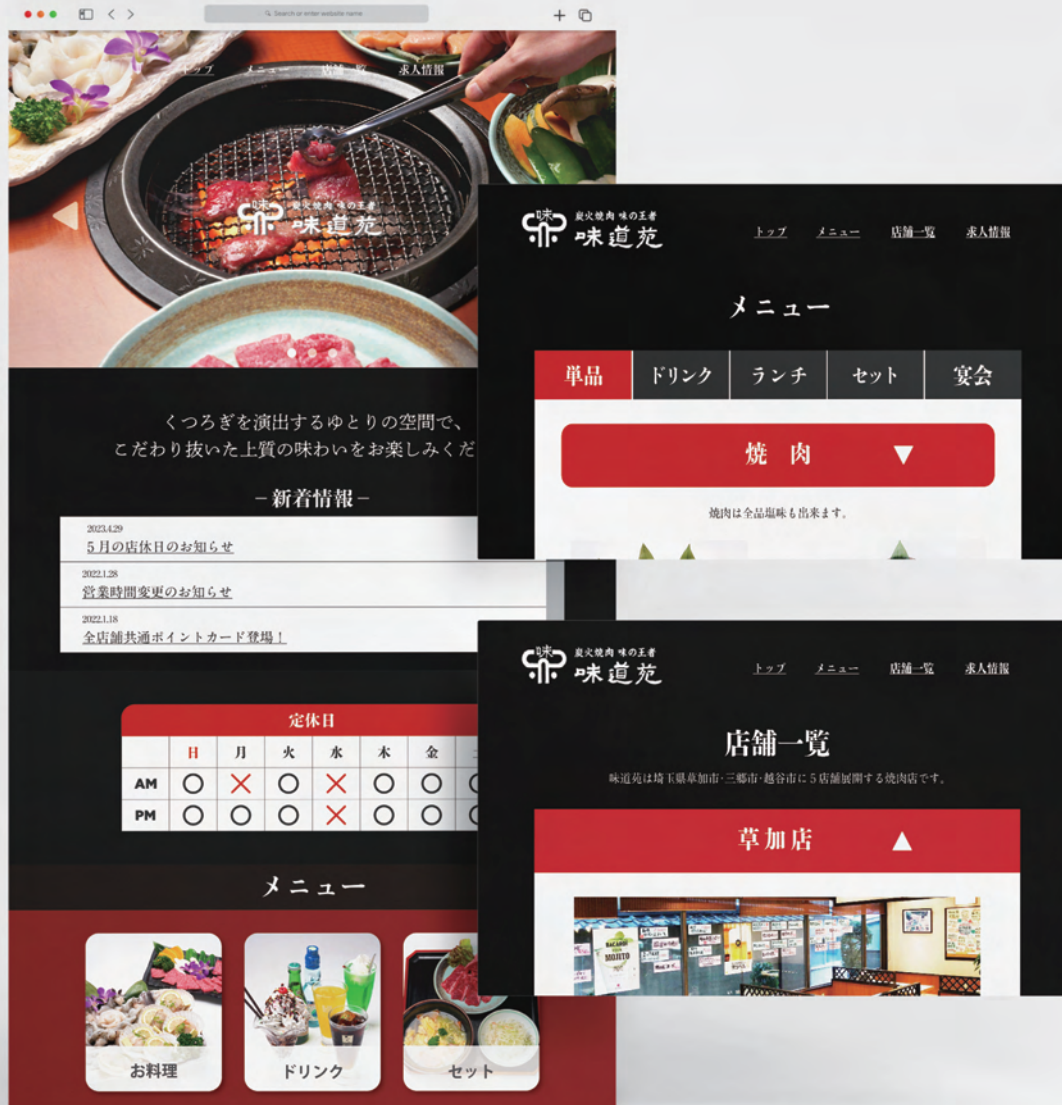 Search or enter website name
トップ メニュー 店舗一覧 求人情報
味
炭火焼肉 味の王者
味道苑
くつろぎを演出するゆとりの空間で、
こだわり抜いた上質の味わいをお楽しみくだ
－新着情報－
2023.4.29
5月の店休日のお知らせ
2022.1.28
営業時間変更のお知らせ
2022.1.18
全店舗共通ポイントカード登場！
定休日
日 月 火 水 木 金
AM ○ × ○ × ○ ○
PM ○ ○ ○ × ○ ○
メニュー
お料理 ドリンク セット
味
炭火焼肉 味の王者
味道苑
トップ メニュー 店舗一覧 求人情報
メニュー
単品 ドリンク ランチ セット 宴会
焼 肉 ▼
焼肉は全品塩味も出来ます。
味
炭火焼肉 味の王者
味道苑
トップ メニュー 店舗一覧 求人情報
店舗一覧
味道苑は埼玉県草加市·三郷市·越谷市に5店舗展開する焼肉店です。
草加店 ▲
BACARDI
MOJITO